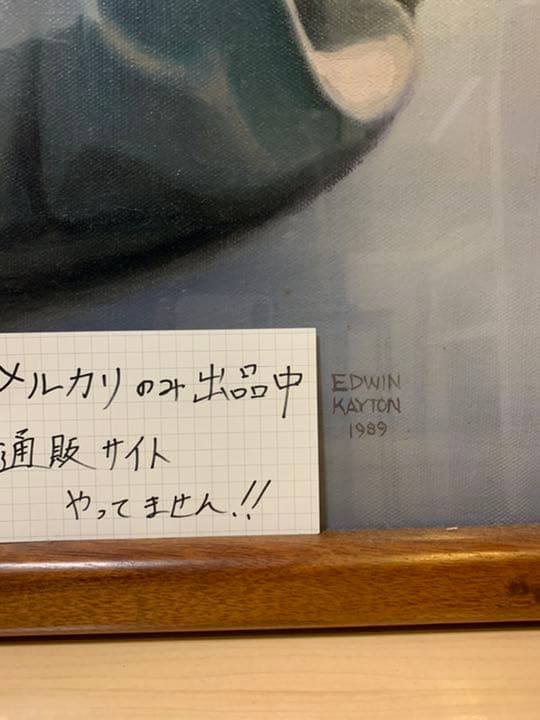 メルカリのみ出品中
通販サイト
やってません!!
EDWIN
KAYTON
1989